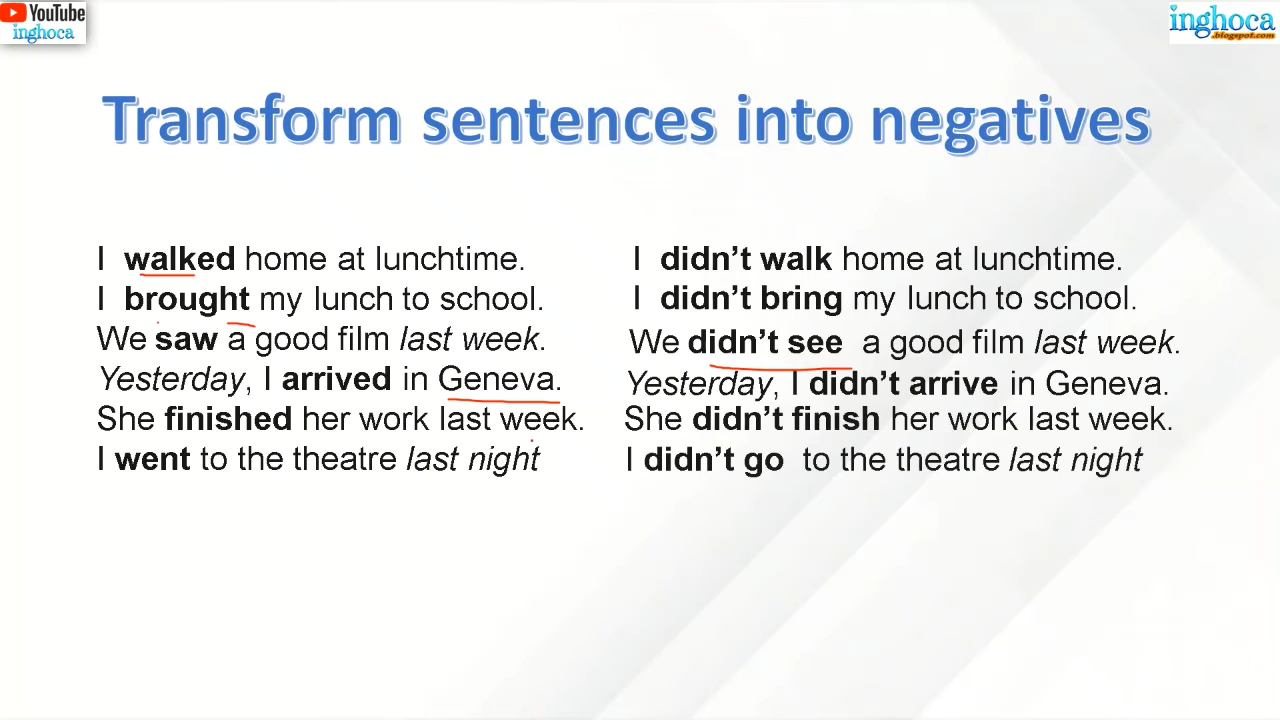 YouTube
inghoca
inghoca
.blogspot.com
Transform sentences into negatives
I walked home at lunchtime.
I brought my lunch to school.
We saw a good film last week.
Yesterday, I arrived in Geneva.
She finished her work last week.
I went to the theatre last night
I didn’t walk home at lunchtime.
I didn’t bring my lunch to school.
We didn’t see a good film last week.
Yesterday, I didn’t arrive in Geneva.
She didn’t finish her work last week.
I didn’t go to the theatre last night